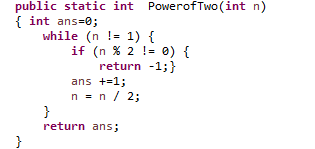 public static int  PowerofTwo(int n)
{ int ans=0;
    while (n != 1) {
        if (n % 2 != 0) {
            return -1;}
        ans +=1;
        n = n / 2;
    }
    return ans;
}